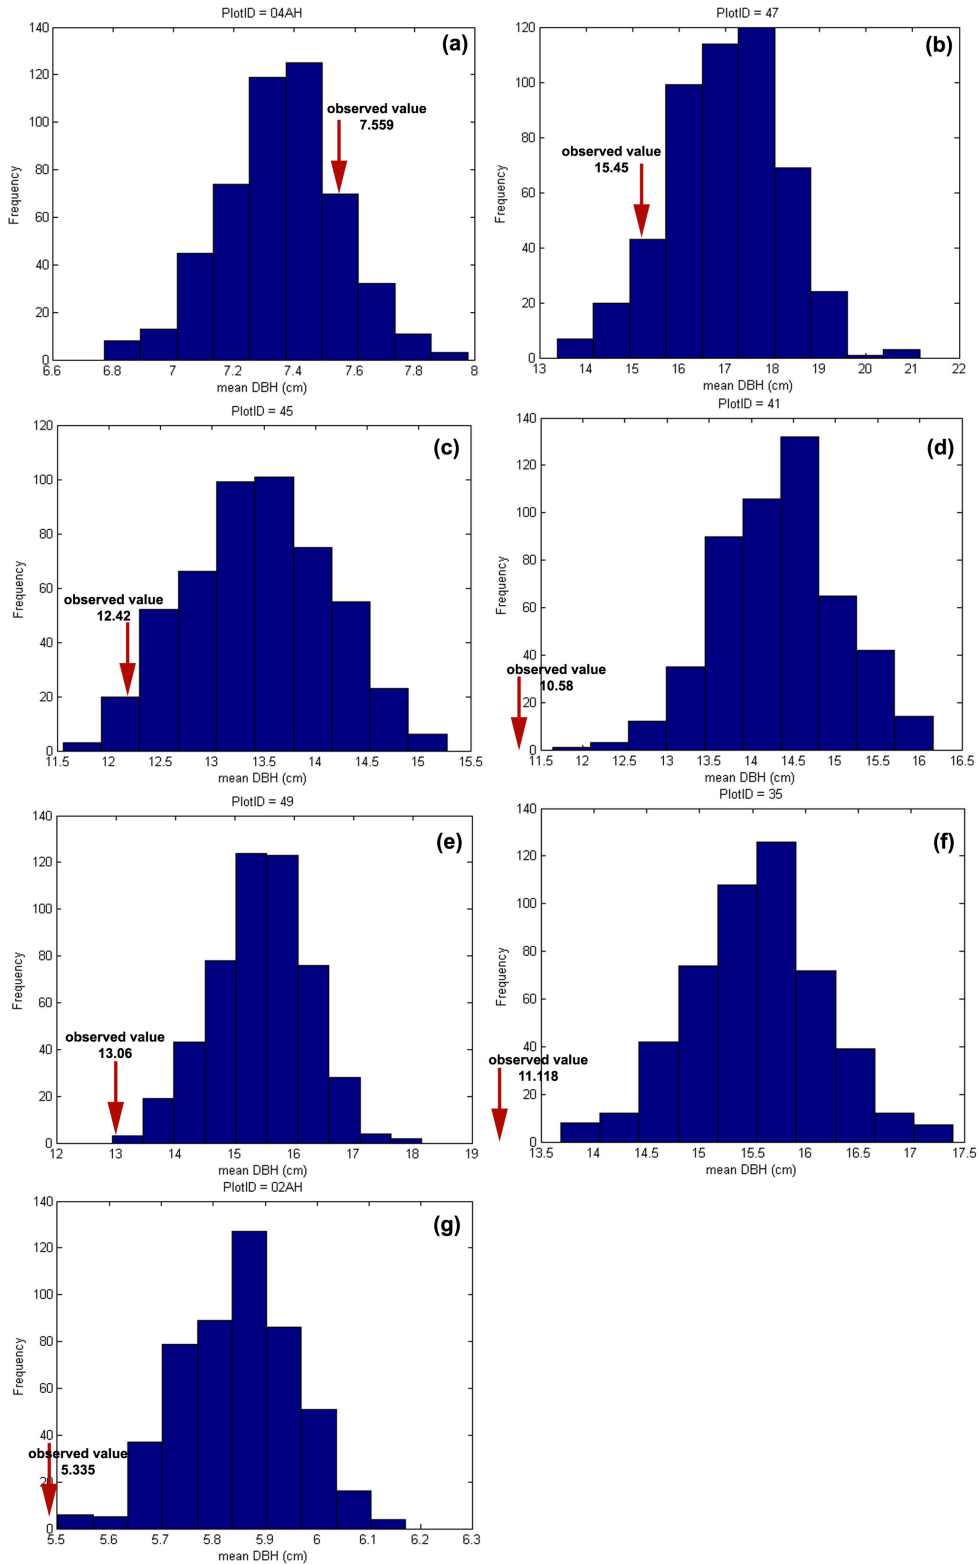 PlotID = 04AH
(a)
140
120
100
80
60
40
20
0
Frequency
observed value
7.559
6.6 6.8 7 7.2 7.4 7.6 7.8 8
mean DBH (cm)
PlotID = 47
(b)
120
100
80
60
40
20
0
Frequency
observed value
15.45
13 14 15 16 17 18 19 20 21 22
mean DBH (cm)
PlotID = 45
(c)
120
100
80
60
40
20
0
Frequency
observed value
12.42
11.5 12 12.5 13 13.5 14 14.5 15 15.5
mean DBH (cm)
PlotID = 41
(d)
140
120
100
80
60
40
20
0
Frequency
observed value
10.58
11.5 12 12.5 13 13.5 14 14.5 15 15.5 16 16.5
mean DBH (cm)
PlotID = 49
(e)
140
120
100
80
60
40
20
0
Frequency
observed value
13.06
12 13 14 15 16 17 18 19
mean DBH (cm)
PlotID = 35
(f)
140
120
100
80
60
40
20
0
Frequency
observed value
11.118
13.5 14 14.5 15 15.5 16 16.5 17 17.5
mean DBH (cm)
PlotID = 02AH
(g)
140
120
100
80
60
40
20
0
Frequency
observed value
5.335
5.5 5.6 5.7 5.8 5.9 6 6.1 6.2 6.3
mean DBH (cm)